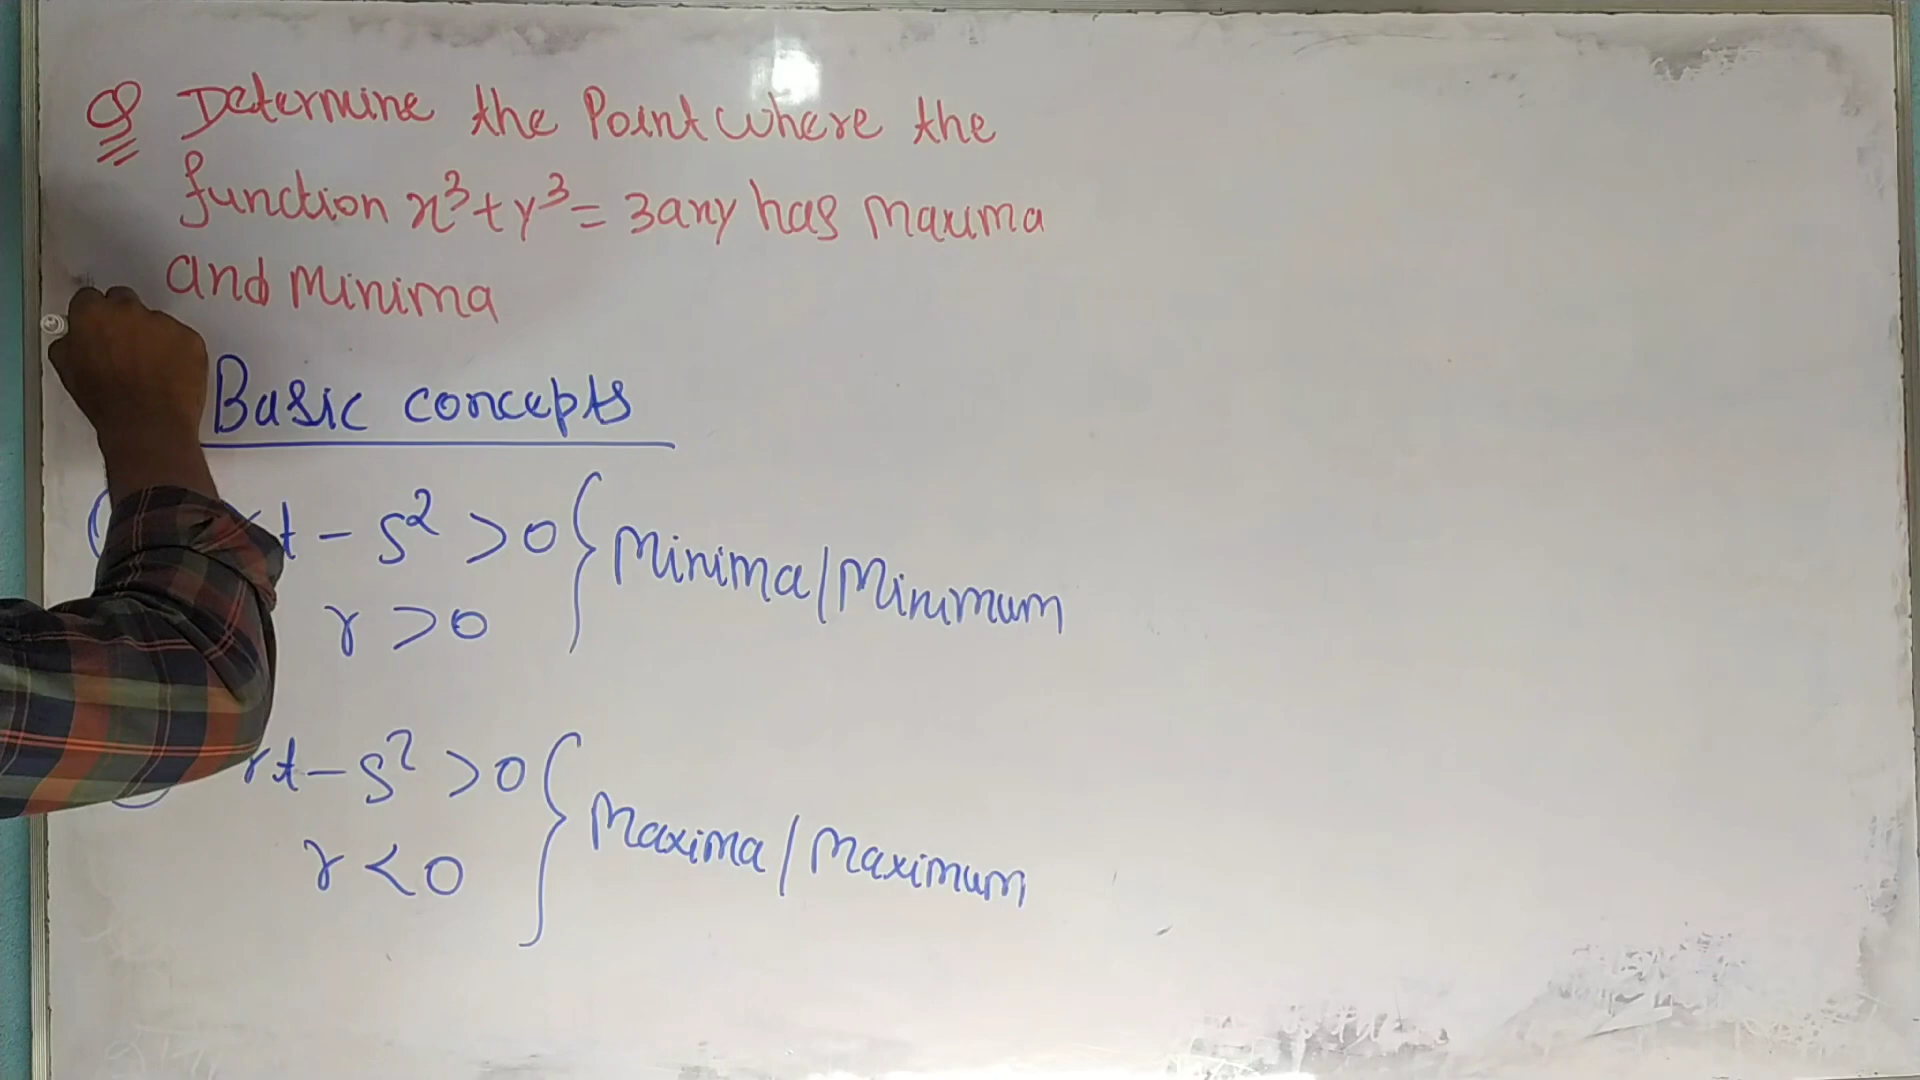 Q Determine the Point where the
function x³+y³=3axy has Maxima
and Minima
Basic concepts
rt - s² >0 } Minima/Minimum
r >0
rt - s² >0 } Maxima/Maximum
r <0